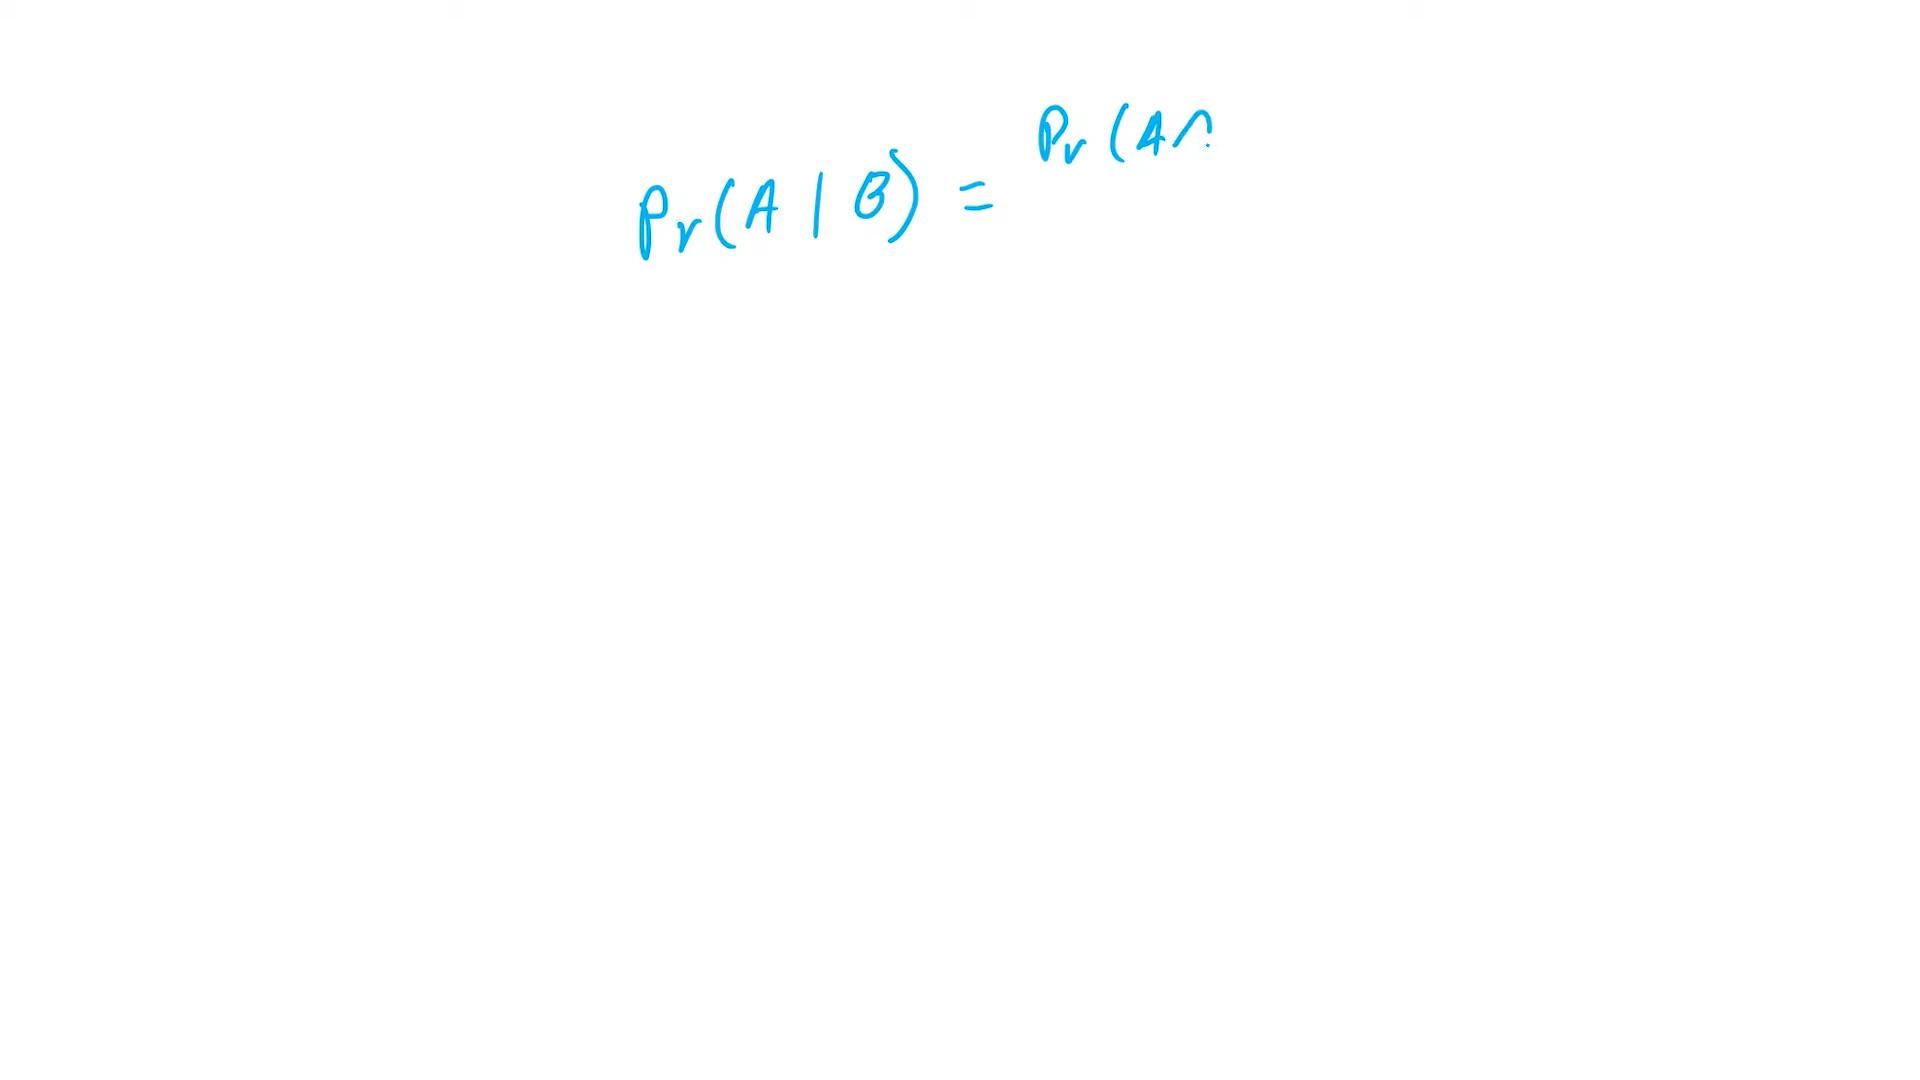 Pr(A | B) = Pr(A∩